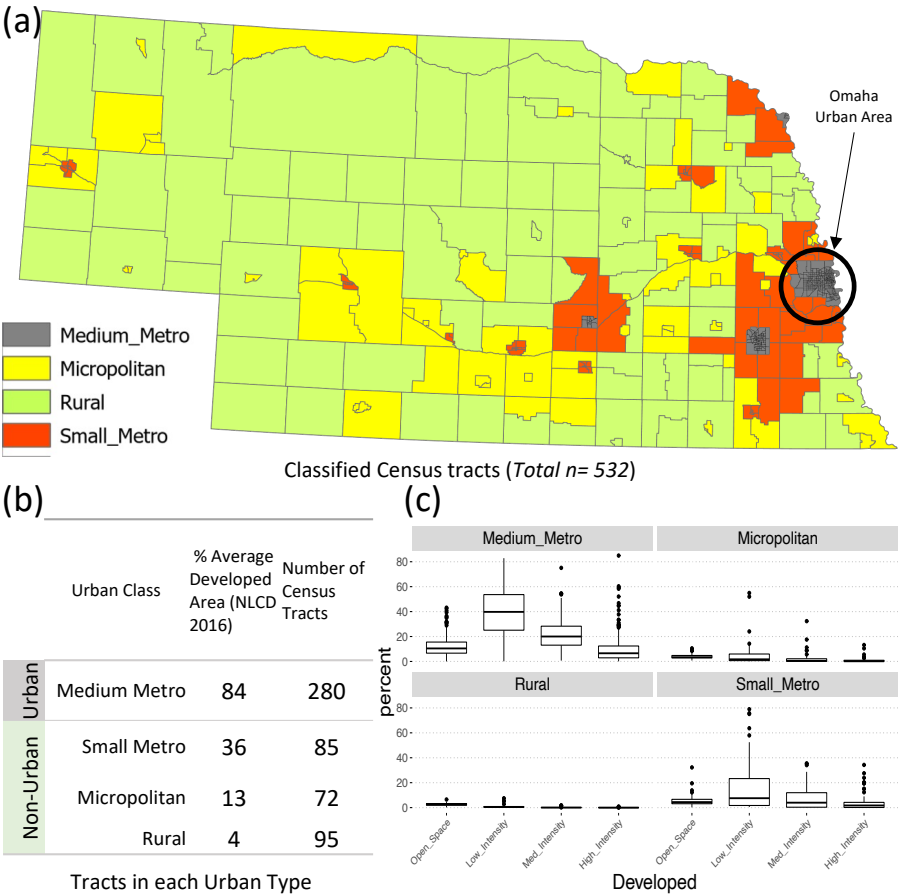 (a)
Omaha
Urban Area
Medium_Metro
Micropolitan
Rural
Small_Metro
Classified Census tracts (Total n= 532)
(b)
Urban Class
% Average
Developed
Area (NLCD
2016)
Number of
Census
Tracts
Urban
Medium Metro 84 280
Non-Urban
Small Metro 36 85
Micropolitan 13 72
Rural 4 95
Tracts in each Urban Type
(c)
Medium_Metro Micropolitan
80
60
40
20
0
percent
Rural Small_Metro
80
60
40
20
0
Open_Space Low_Intensity Med_Intensity High_Intensity Open_Space Low_Intensity Med_Intensity High_Intensity
Developed